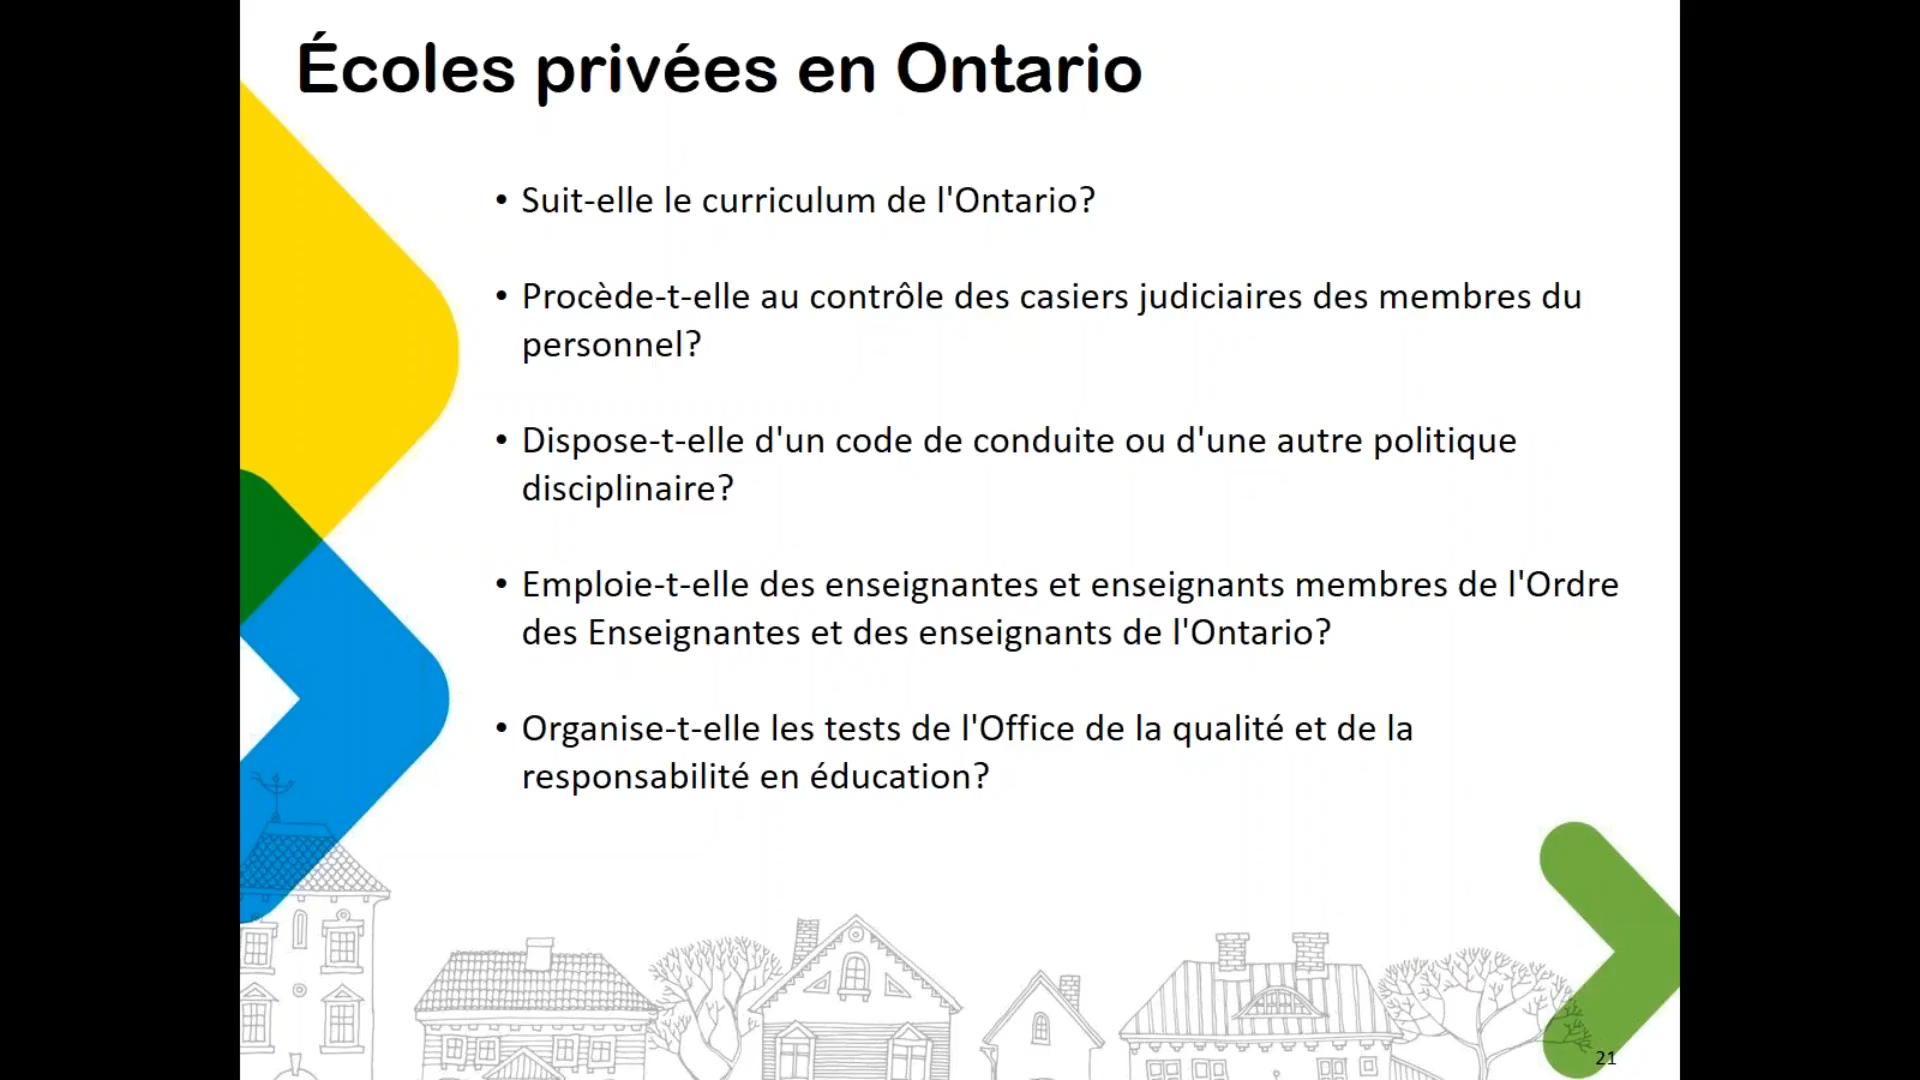 Écoles privées en Ontario
• Suit-elle le curriculum de l'Ontario?
• Procède-t-elle au contrôle des casiers judiciaires des membres du
personnel?
• Dispose-t-elle d'un code de conduite ou d'une autre politique
disciplinaire?
• Emploie-t-elle des enseignantes et enseignants membres de l'Ordre
des Enseignantes et des enseignants de l'Ontario?
• Organise-t-elle les tests de l'Office de la qualité et de la
responsabilité en éducation?
21